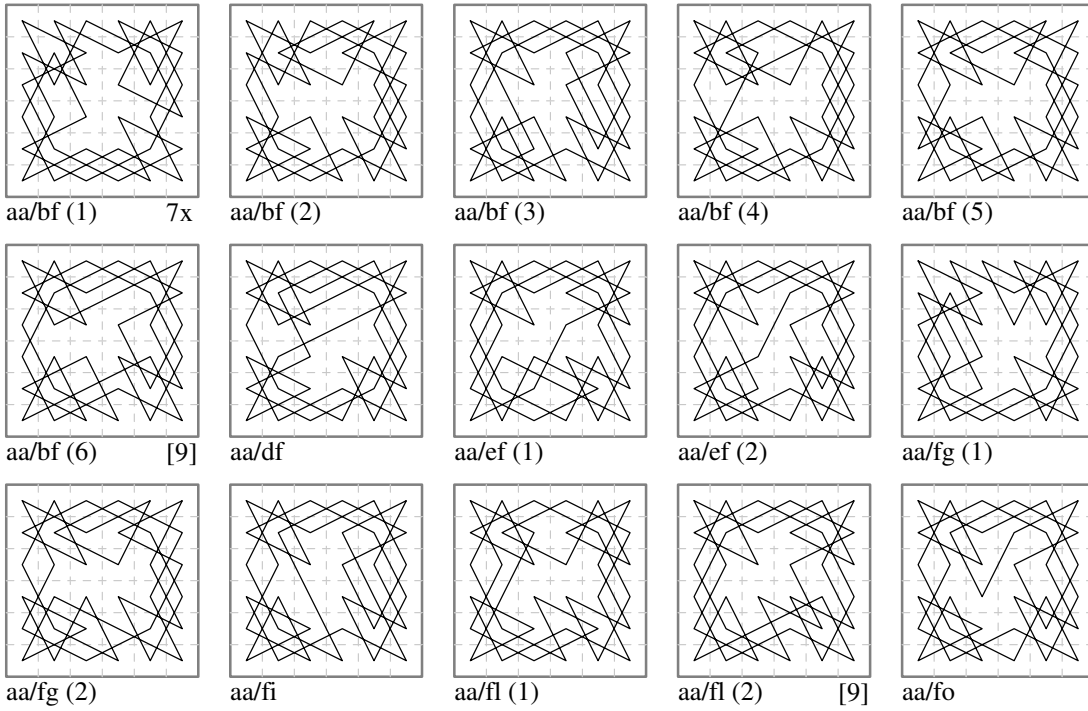 aa/bf (1) 7x aa/bf (2) aa/bf (3) aa/bf (4) aa/bf (5)
aa/bf (6) [9] aa/df aa/ef (1) aa/ef (2) aa/fg (1)
aa/fg (2) aa/fi aa/fl (1) aa/fl (2) [9] aa/fo